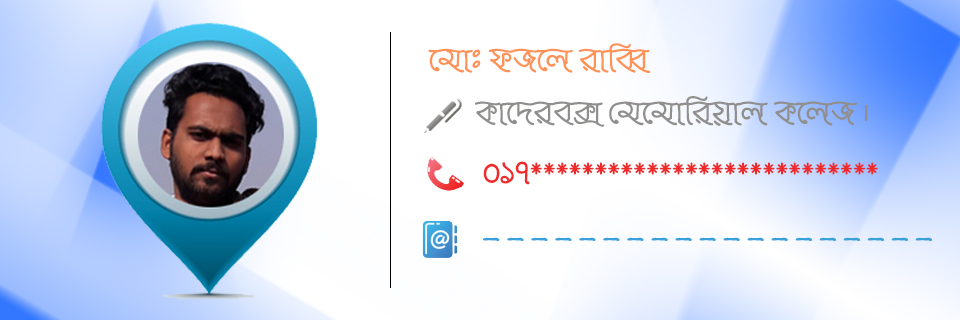 মোঃ ফজলে রাব্বি
কাদেরবক্স মেমোরিয়াল কলেজ।
০১৭***************************
@ – – – – – – – – – – – – – – – – – – –